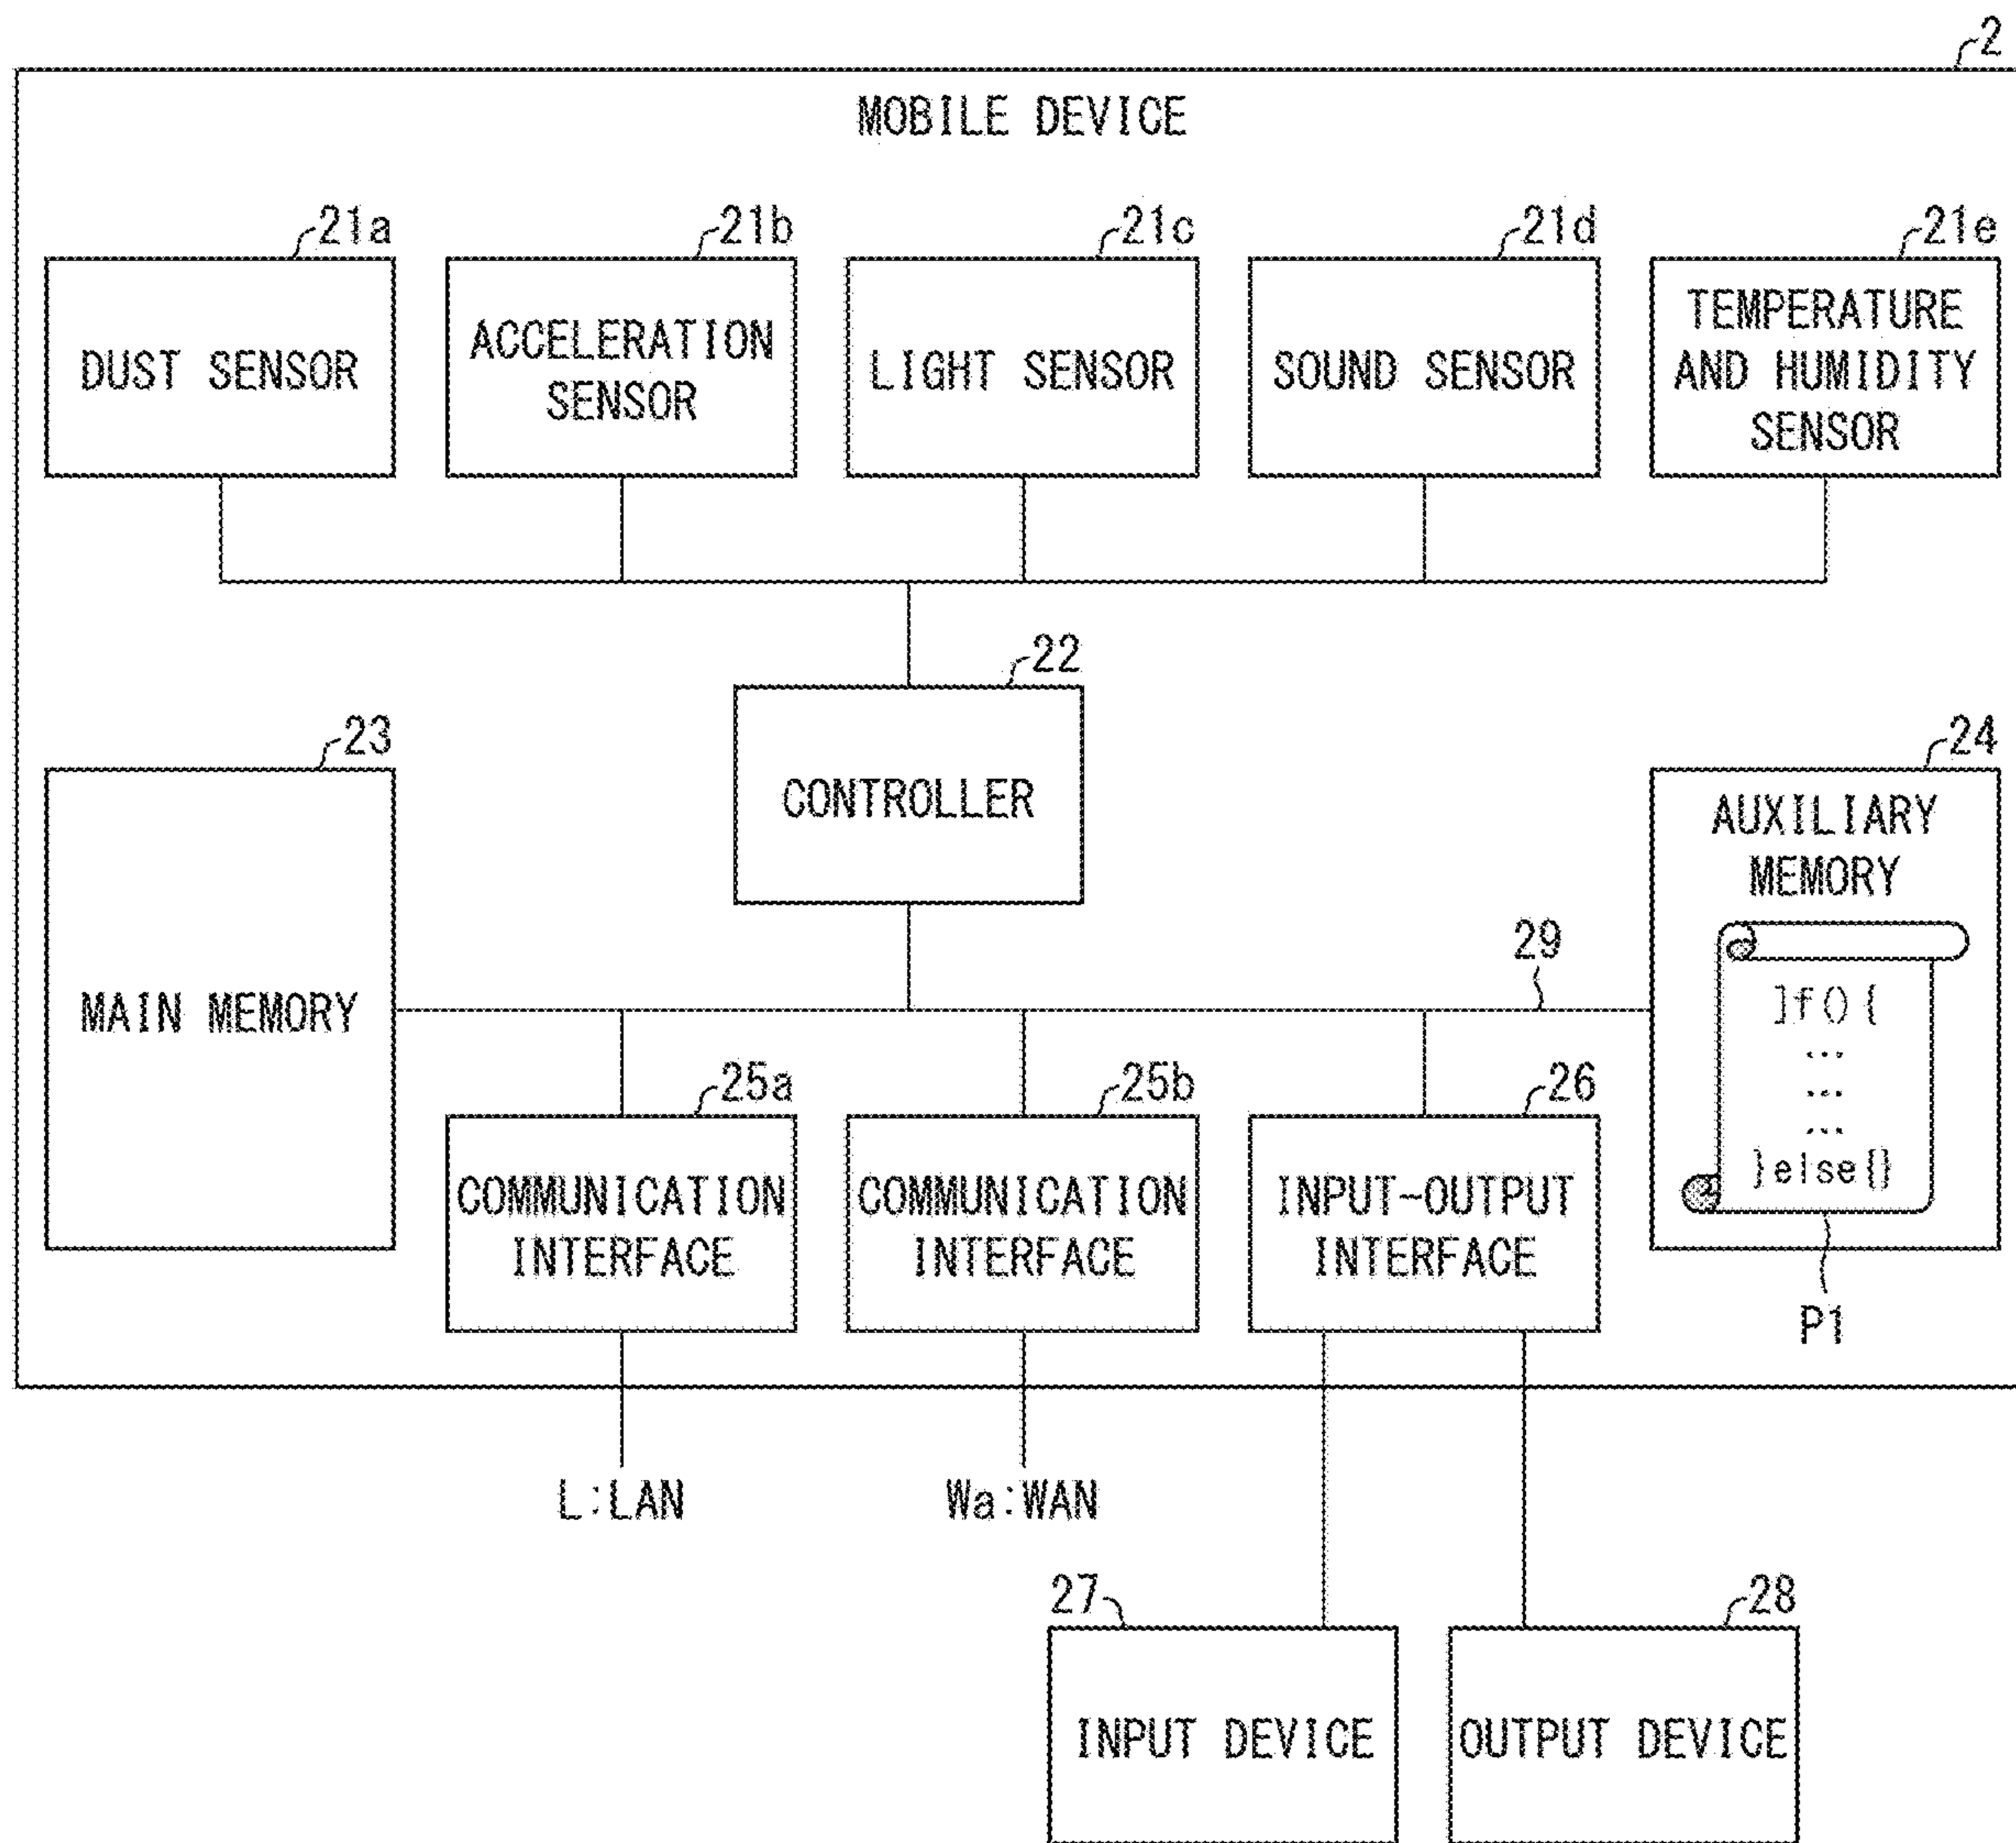 2
MOBILE DEVICE
21a
21b
21c
21d
21e
DUST SENSOR
ACCELERATION
SENSOR
LIGHT SENSOR
SOUND SENSOR
TEMPERATURE
AND HUMIDITY
SENSOR
22
CONTROLLER
23
MAIN MEMORY
24
AUXILIARY
MEMORY
]f(){
...
...
...
}else{}
P1
29
25a
COMMUNICATION
INTERFACE
25b
COMMUNICATION
INTERFACE
26
INPUT-OUTPUT
INTERFACE
L:LAN
Wa:WAN
27
INPUT DEVICE
28
OUTPUT DEVICE